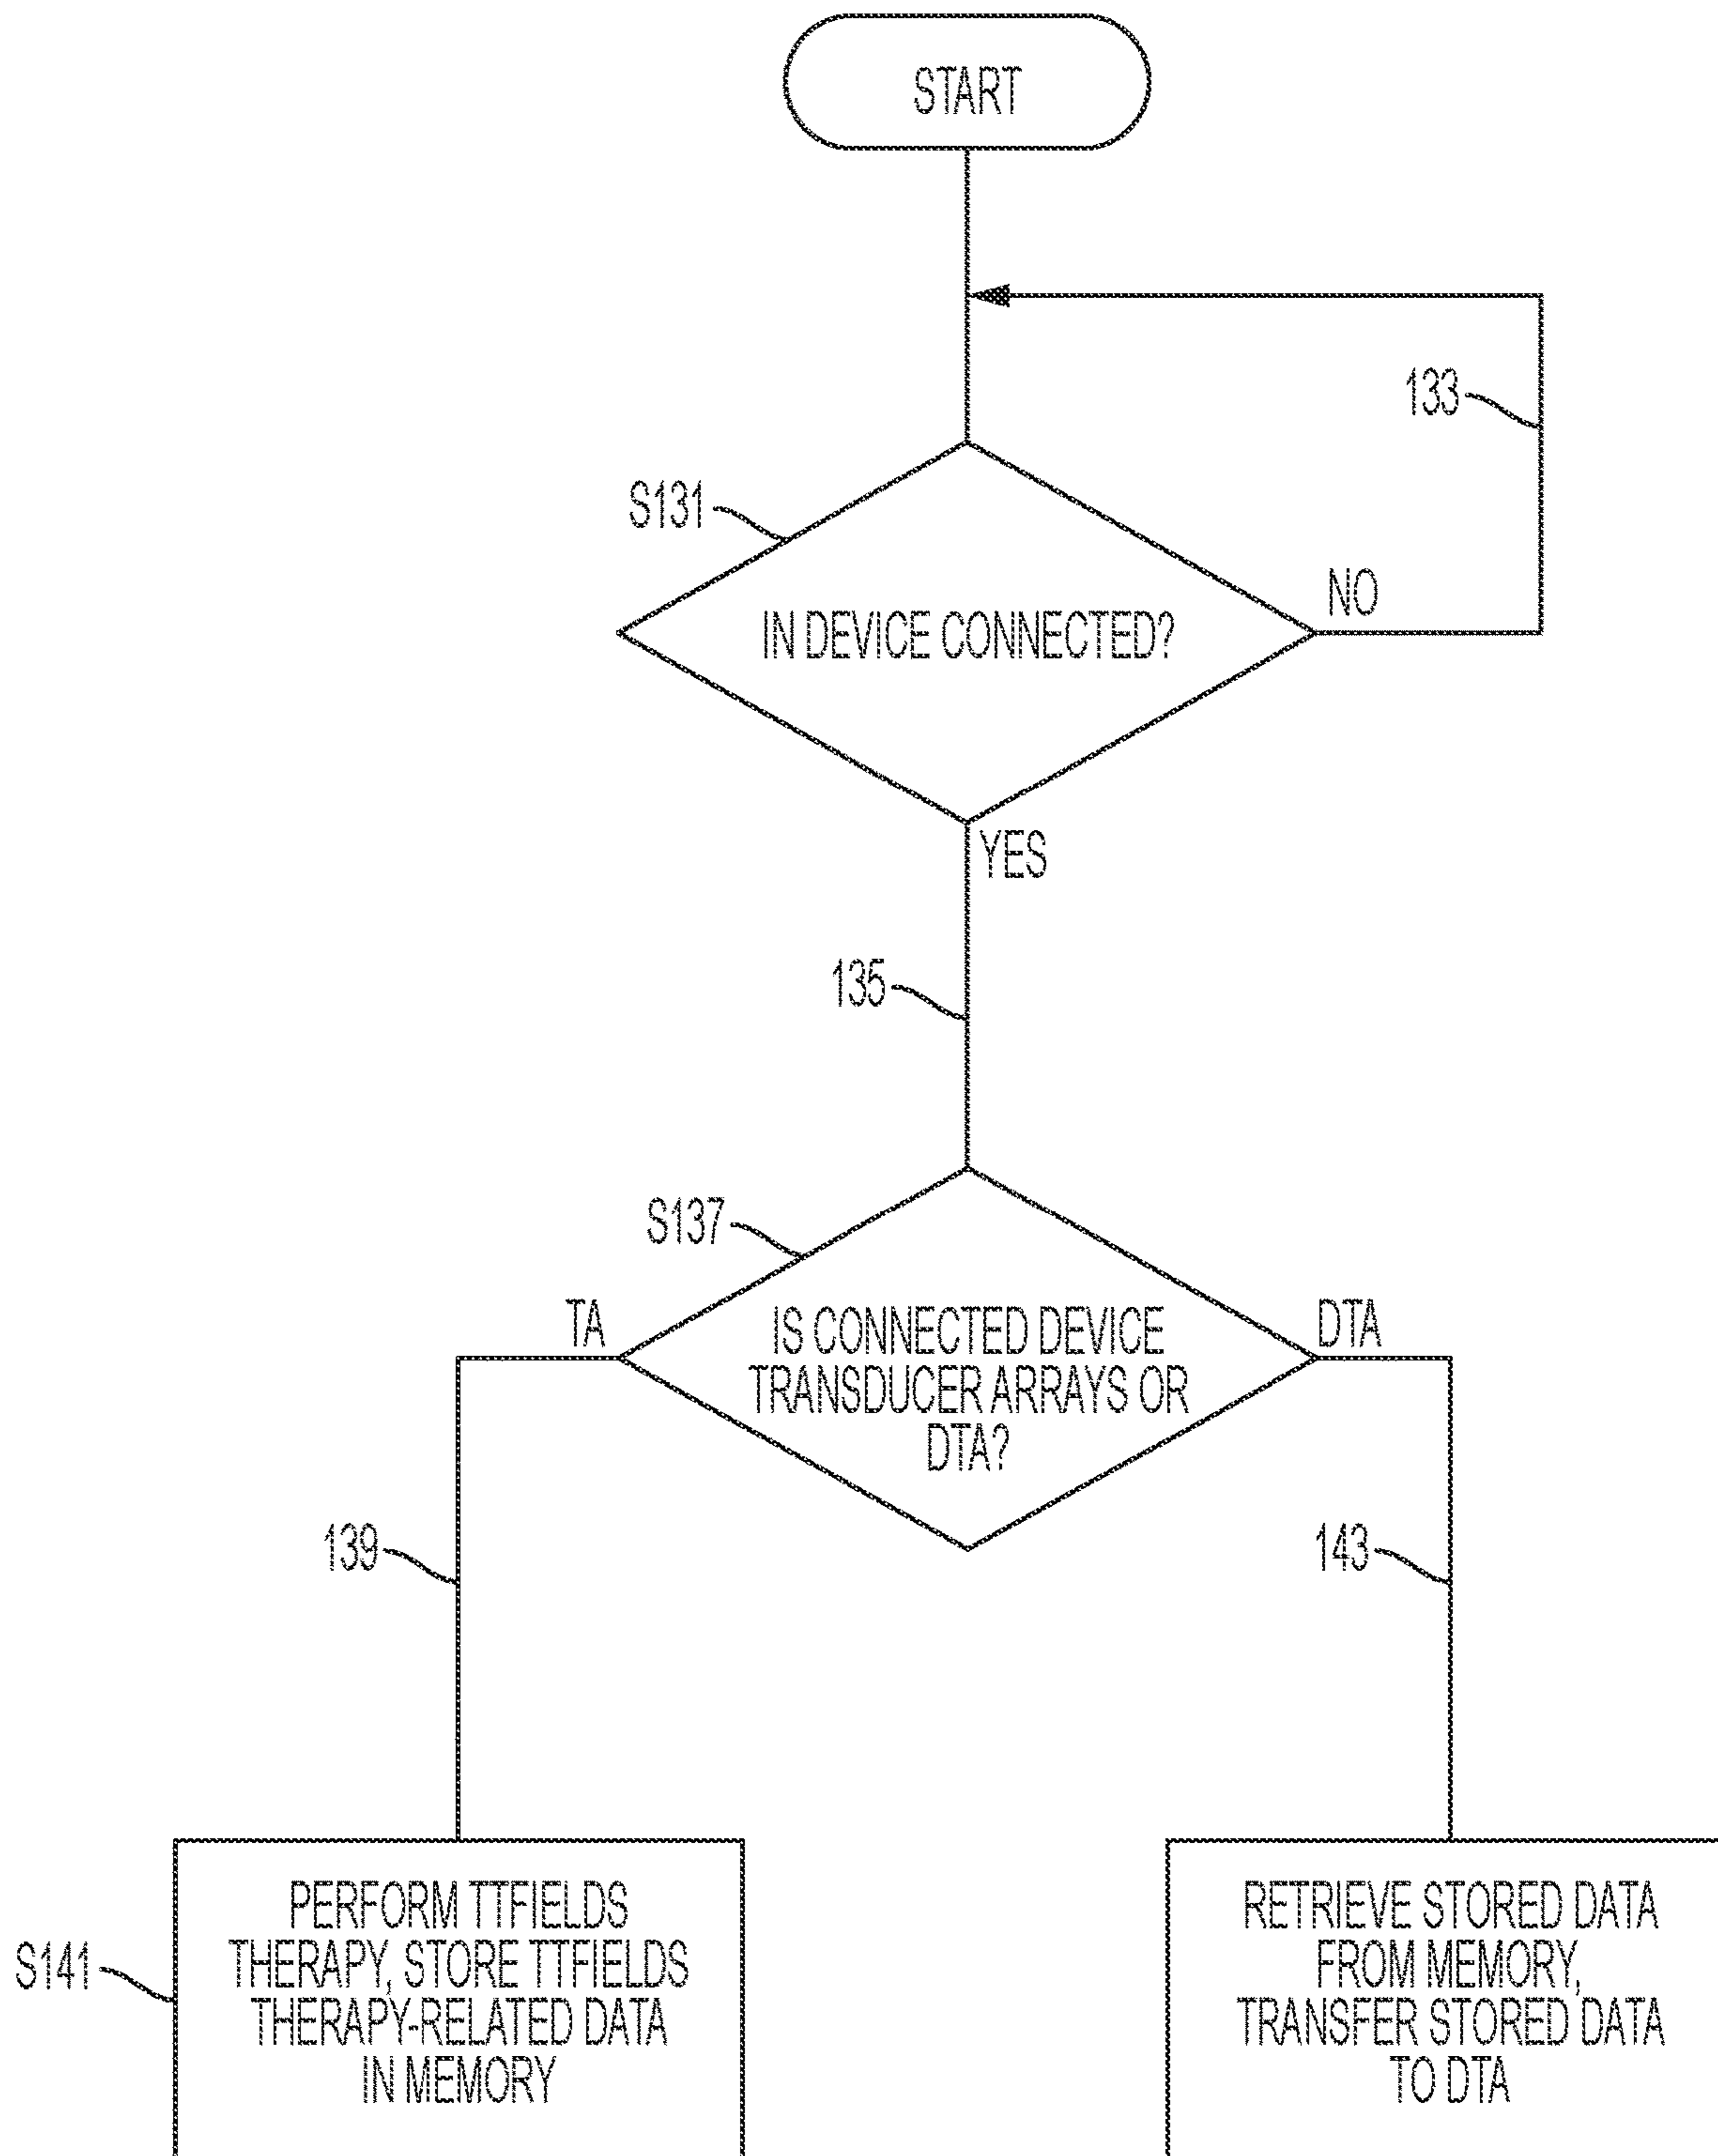 START
133
S131
NO
IN DEVICE CONNECTED?
YES
135
S137
TA
DTA
IS CONNECTED DEVICE
TRANSDUCER ARRAYS OR
DTA?
139
143
PERFORM TTFIELDS
THERAPY, STORE TTFIELDS
THERAPY-RELATED DATA
IN MEMORY
S141
RETRIEVE STORED DATA
FROM MEMORY,
TRANSFER STORED DATA
TO DTA